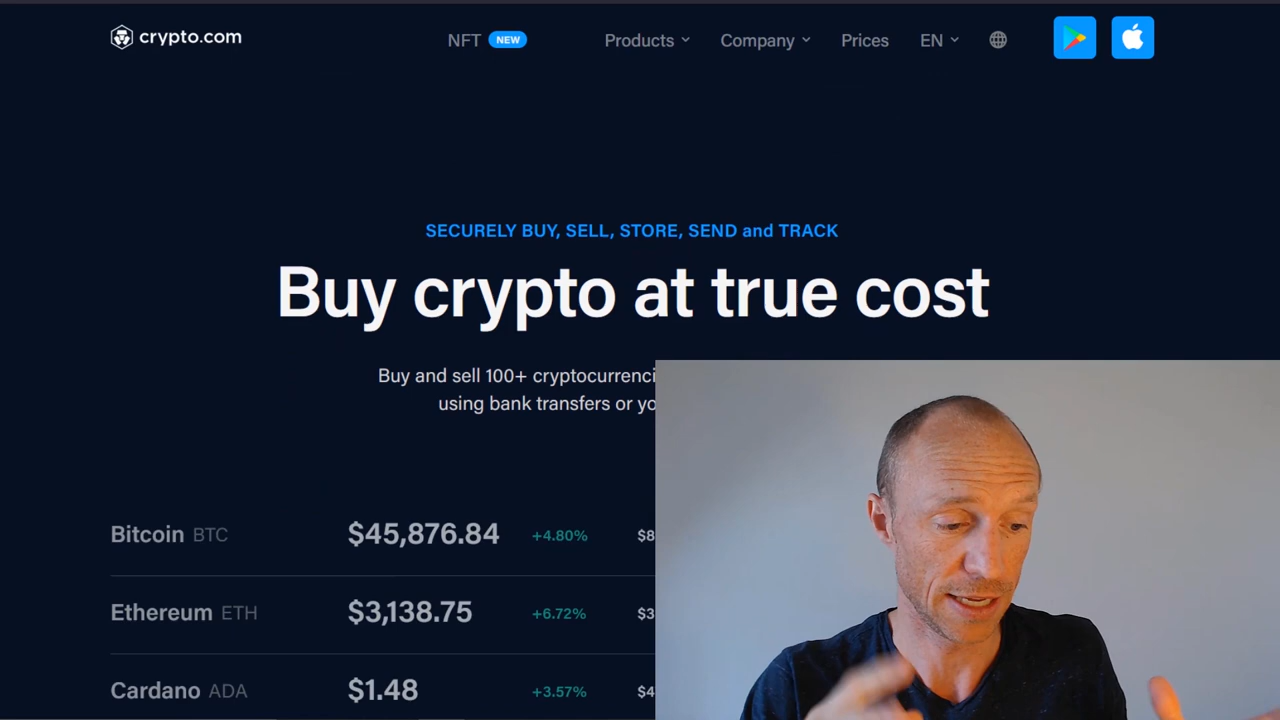 crypto.com
NFT NEW Products Company Prices EN
SECURELY BUY, SELL, STORE, SEND and TRACK
Buy crypto at true cost
Buy and sell 100+
using bank transfers or
Bitcoin BTC $45,876.84 +4.80%
Ethereum ETH $3,138.75 +6.72%
Cardano ADA $1.48 +3.57%